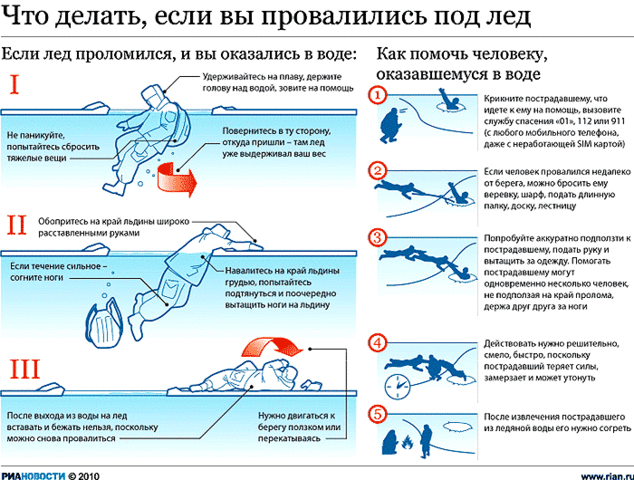 Что делать, если вы провалились под лед
Если лед проломился, и вы оказались в воде:
I
Удерживайтесь на плаву, держите
голову над водой, зовите на помощь
Не паникуйте,
попытайтесь сбросить
тяжелые вещи
Повернитесь в ту сторону,
откуда пришли – там лед
уже выдерживал ваш вес
II
Обопритесь на край льдины широко
расставленными руками
Если течение сильное –
согните ноги
Навалитесь на край льдины
грудью, попытайтесь
подтянуться и поочередно
вытащить ноги на льдину
III
После выхода из воды на лед
вставать и бежать нельзя, поскольку
можно снова провалиться
Нужно двигаться к
берегу ползком или
перекатываясь
Как помочь человеку,
оказавшемуся в воде
1
Крикните пострадавшему, что
идете к ему на помощь, вызовите
службу спасения «01», 112 или 911
(с любого мобильного телефона,
даже с неработающей SIM картой)
2
Если человек провалился недалеко
от берега, можно бросить ему
веревку, шарф, подать длинную
палку, доску, лестницу
3
Попробуйте аккуратно подползти к
пострадавшему, подать руку и
вытащить за одежду. Помогать
пострадавшему могут
одновременно несколько человек,
не подползая на край пролома,
держа друг друга за ноги
4
Действовать нужно решительно,
смело, быстро, поскольку
пострадавший теряет силы,
замерзает и может утонуть
5
После извлечения пострадавшего
из ледяной воды его нужно согреть
РИАНОВОСТИ © 2010
www.rian.ru